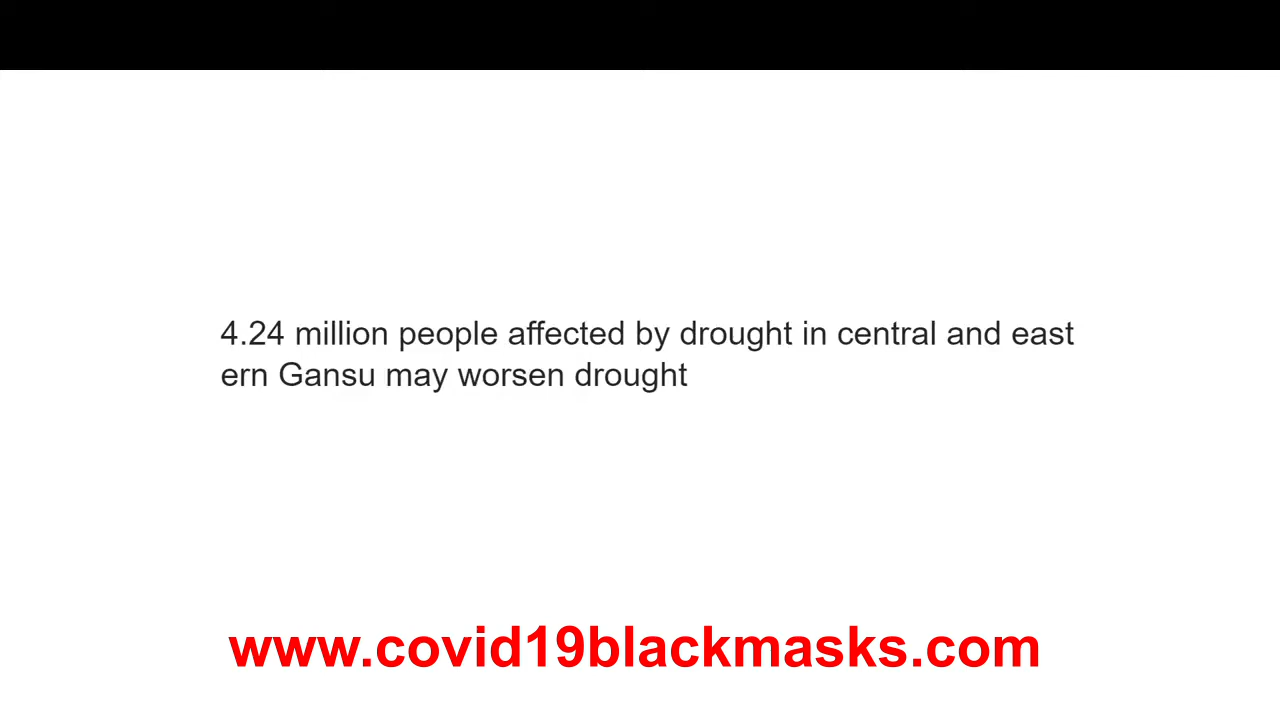 4.24 million people affected by drought in central and east
ern Gansu may worsen drought
www.covid19blackmasks.com